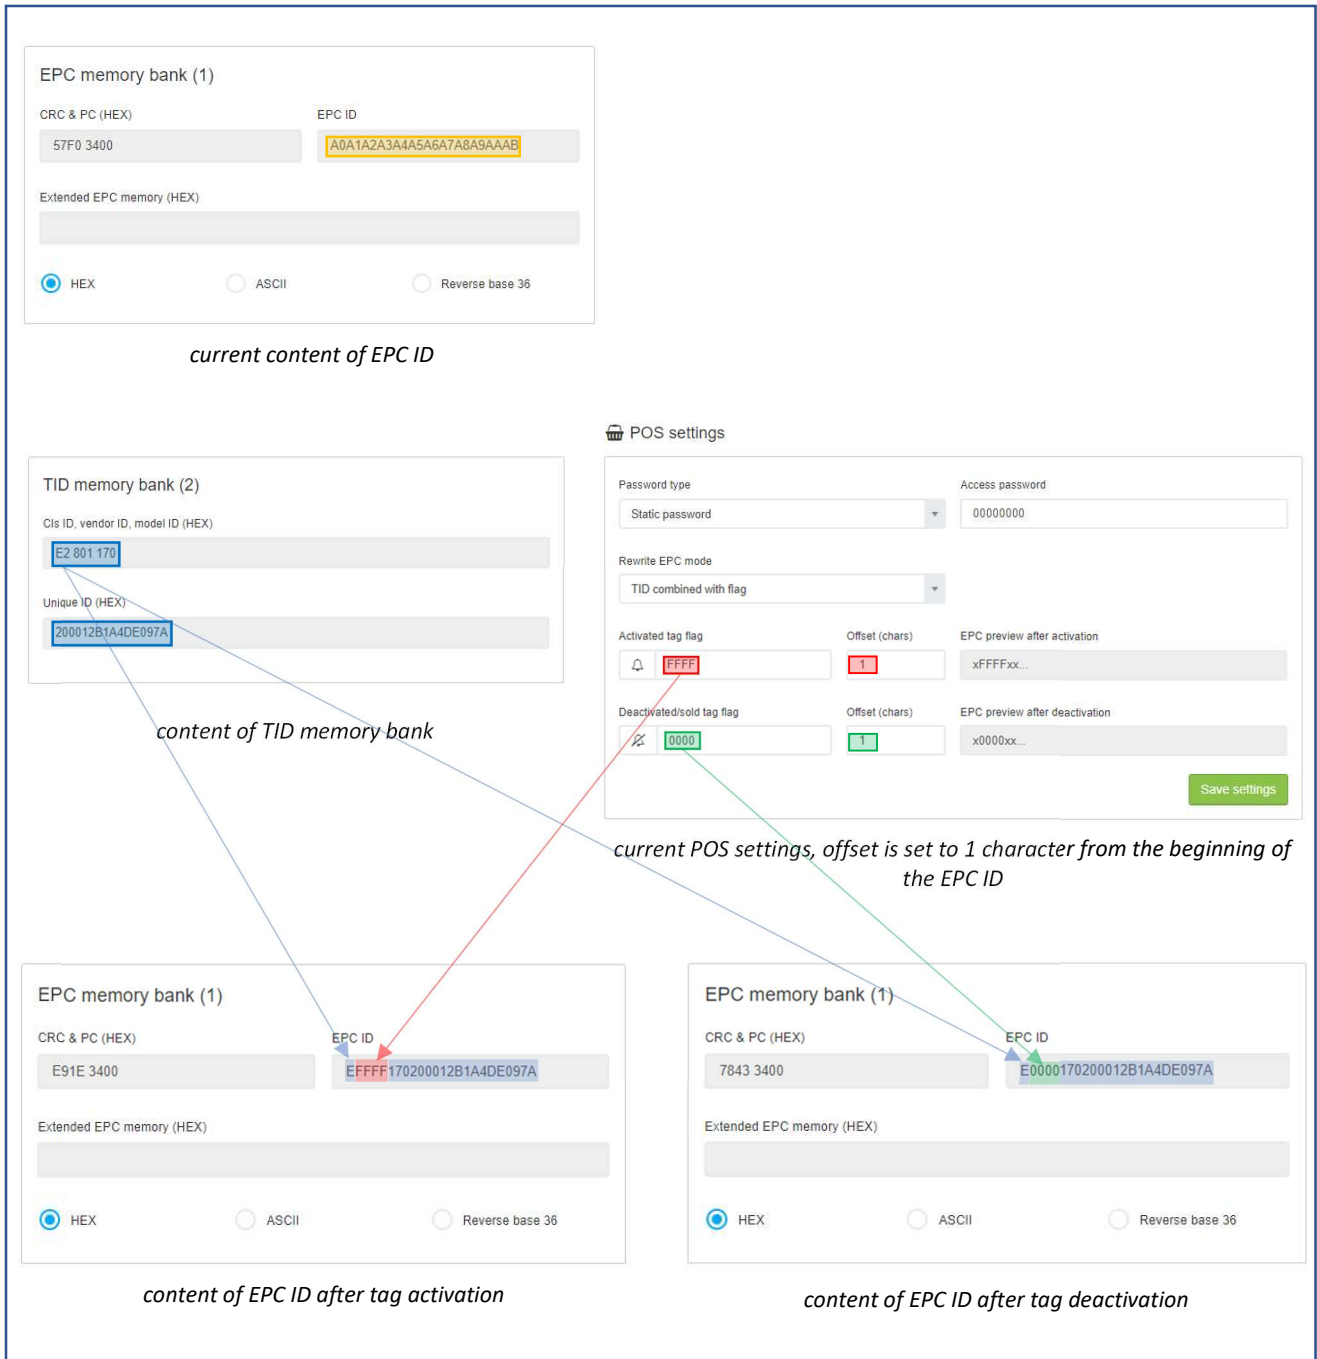 EPC memory bank (1)
CRC & PC (HEX)
EPC ID
57F0 3400
A0A1A2A3A4A5A6A7A8A9AAAB
Extended EPC memory (HEX)
HEX
ASCII
Reverse base 36
current content of EPC ID
POS settings
TID memory bank (2)
Cls ID, vendor ID, model ID (HEX)
E2 801 170
Unique ID (HEX)
200012B1A4DE097A
content of TID memory bank
Password type
Access password
Static password
00000000
Rewrite EPC mode
TID combined with flag
Activated tag flag
Offset (chars)
EPC preview after activation
FFFF
1
xFFFFxx...
Deactivated/sold tag flag
Offset (chars)
EPC preview after deactivation
0000
1
x0000xx...
Save settings
current POS settings, offset is set to 1 character from the beginning of
the EPC ID
EPC memory bank (1)
CRC & PC (HEX)
EPC ID
E91E 3400
EFFFF170200012B1A4DE097A
Extended EPC memory (HEX)
HEX
ASCII
Reverse base 36
content of EPC ID after tag activation
EPC memory bank (1)
CRC & PC (HEX)
EPC ID
7843 3400
E0000170200012B1A4DE097A
Extended EPC memory (HEX)
HEX
ASCII
Reverse base 36
content of EPC ID after tag deactivation